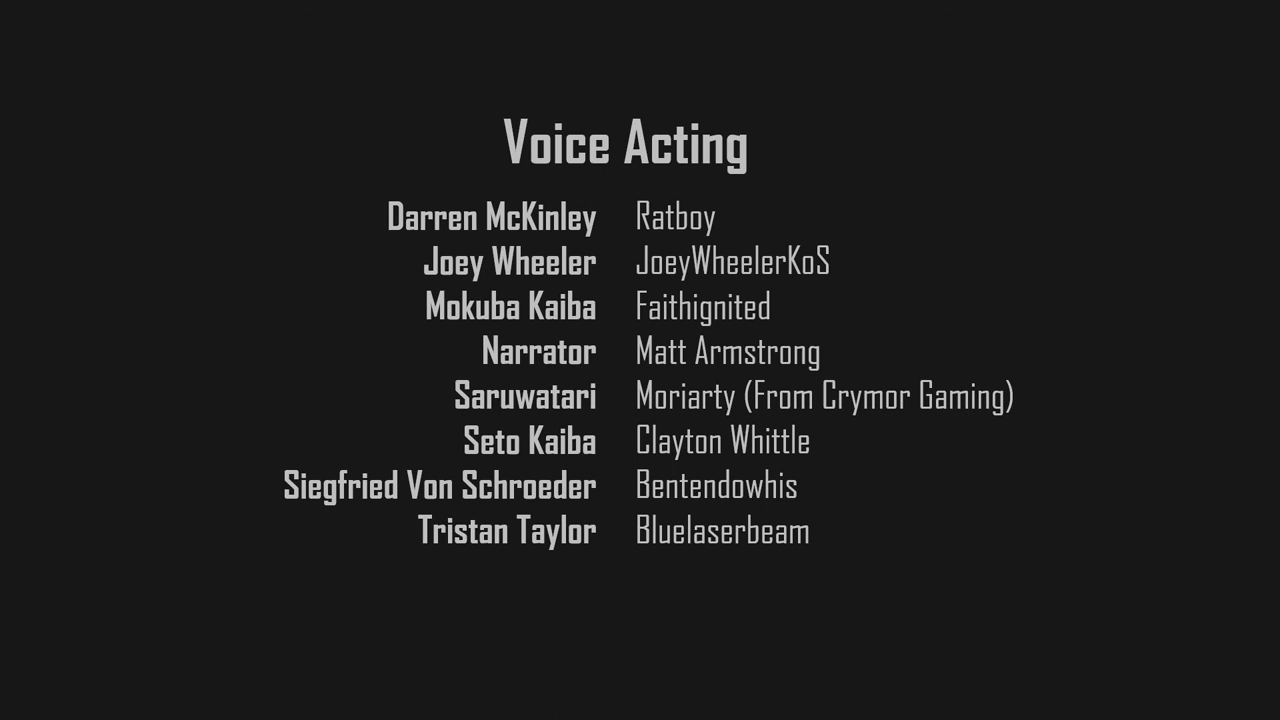 Voice Acting
Darren McKinley Ratboy
Joey Wheeler JoeyWheelerKoS
Mokuba Kaiba Faithignited
Narrator Matt Armstrong
Saruwatari Moriarty (From Crymor Gaming)
Seto Kaiba Clayton Whittle
Siegfried Von Schroeder Bentendowhis
Tristan Taylor Bluelaserbeam